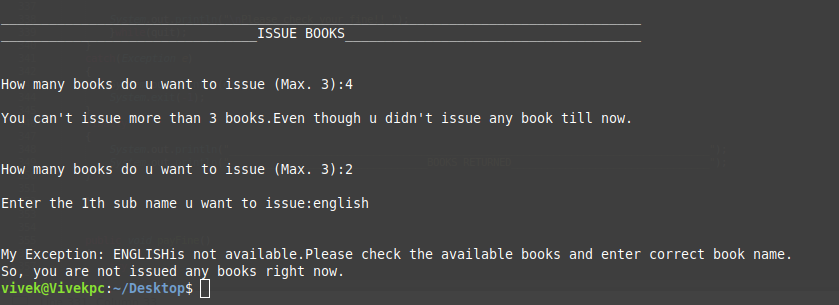 ISSUE BOOKS
How many books do u want to issue (Max. 3):4
You can't issue more than 3 books.Even though u didn't issue any book till now.
How many books do u want to issue (Max. 3):2
Enter the 1th sub name u want to issue:english
My Exception: ENGLISHis not available.Please check the available books and enter correct book name.
So, you are not issued any books right now.
vivek@Vivekpc:~/Desktop$